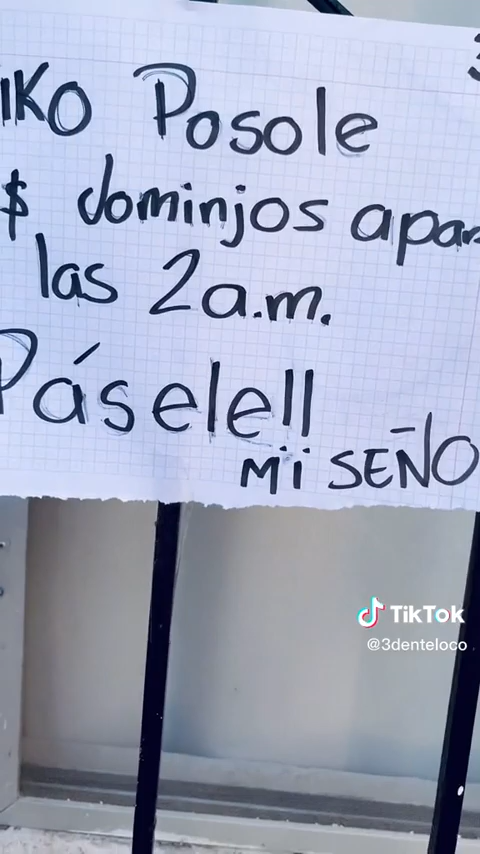 IKO Posole
$ dominjos apar
las 2a.m.
Páselell
Mi SEÑO
TikTok
@3denteloco